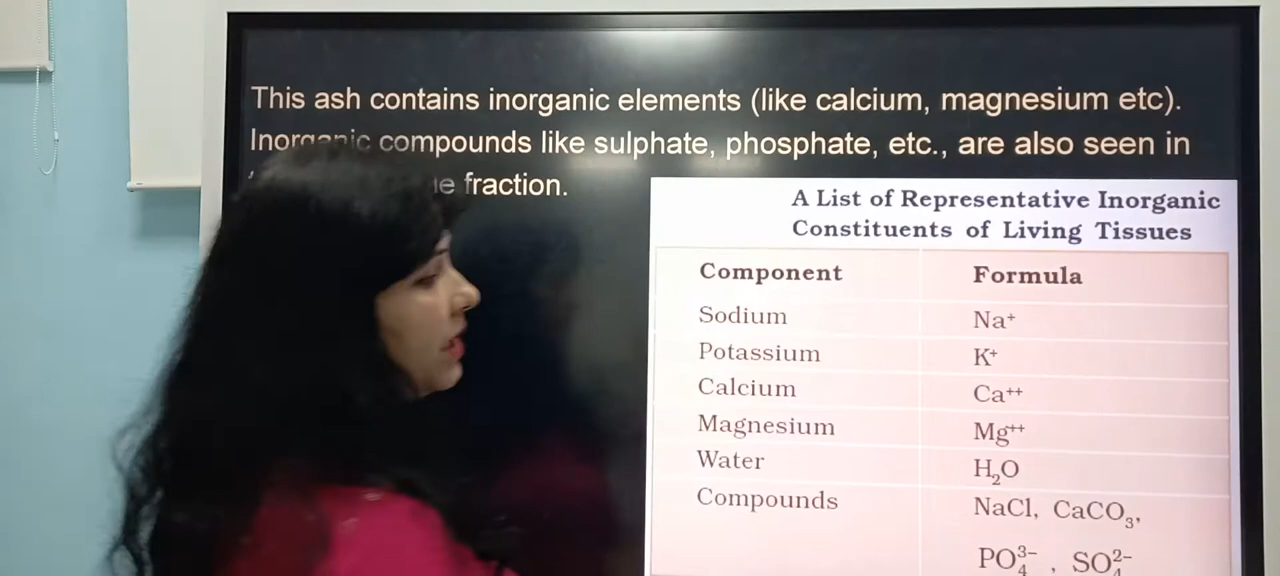 This ash contains inorganic elements (like calcium, magnesium etc).
Inorganic compounds like sulphate, phosphate, etc., are also seen in
fraction.
A List of Representative Inorganic
Constituents of Living Tissues
Component Formula
Sodium Na⁺
Potassium K⁺
Calcium Ca⁺⁺
Magnesium Mg⁺⁺
Water H₂O
Compounds NaCl, CaCO₃,
PO₄³⁻ , SO₄²⁻